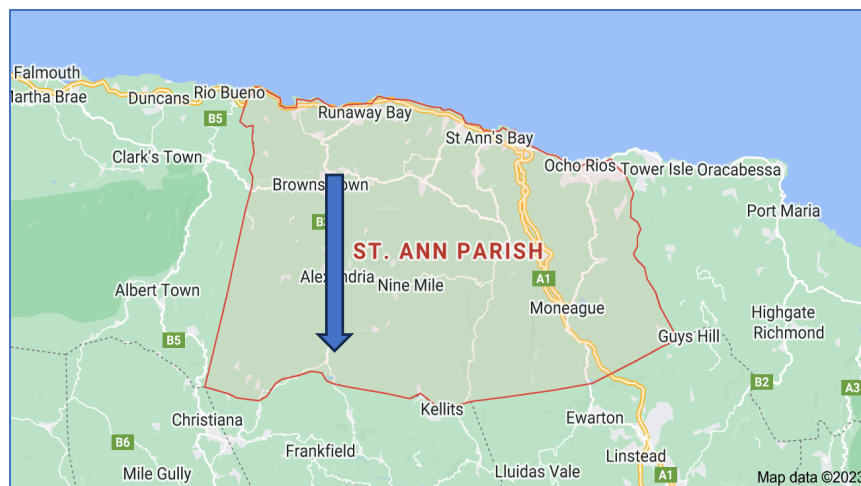 Falmouth
Martha Brae
Duncans
Rio Bueno
B5
Runaway Bay
St Ann's Bay
Clark's Town
Ocho Rios
Tower Isle
Oracabessa
Browns Town
Port Maria
ST. ANN PARISH
Alexandria
Nine Mile
A1
Albert Town
Moneague
Highgate
Richmond
Guys Hill
B5
B2
A3
Christiana
Kellits
Ewarton
B6
Frankfield
Linstead
Mile Gully
Lluidas Vale
A1
Map data ©2023